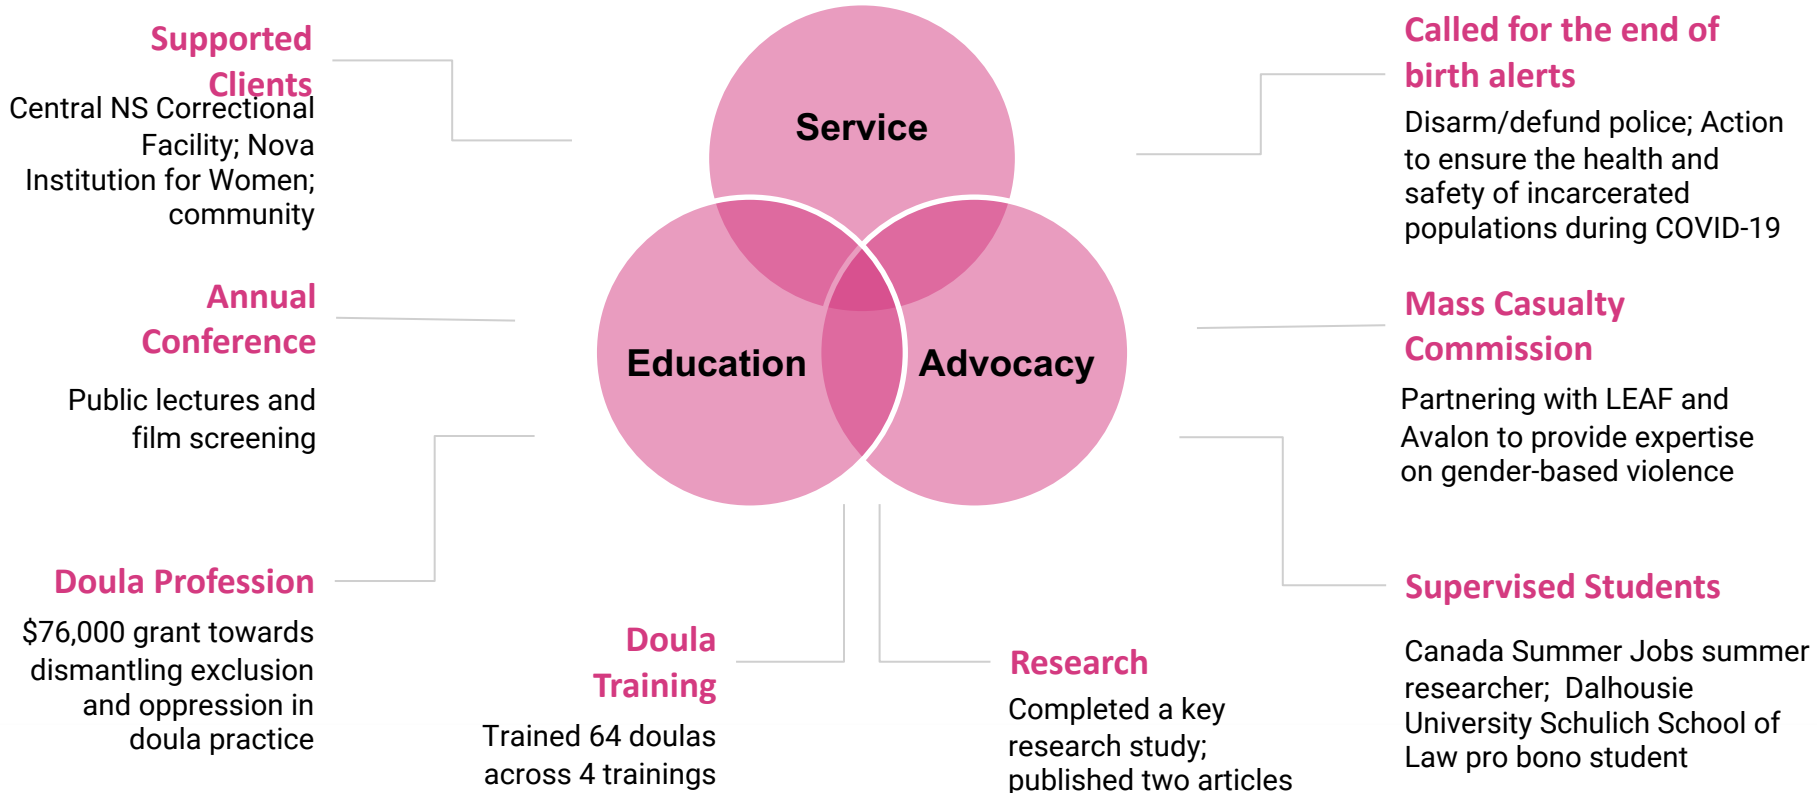 Supported
Clients
Central NS Correctional
Facility; Nova
Institution for Women;
community
Annual
Conference
Public lectures and
film screening
Doula Profession
$76,000 grant towards
dismantling exclusion
and oppression in
doula practice
Service
Education
Advocacy
Doula
Training
Trained 64 doulas
across 4 trainings
Research
Completed a key
research study;
published two articles
Called for the end of
birth alerts
Disarm/defund police; Action
to ensure the health and
safety of incarcerated
populations during COVID-19
Mass Casualty
Commission
Partnering with LEAF and
Avalon to provide expertise
on gender-based violence
Supervised Students
Canada Summer Jobs summer
researcher; Dalhousie
University Schulich School of
Law pro bono student